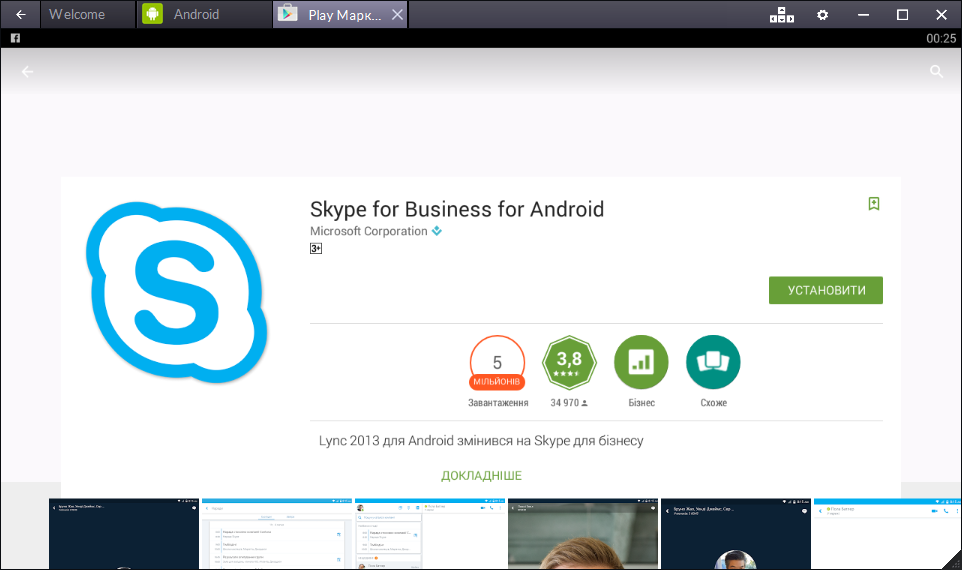 Welcome
Android
Play Марк...
00:25
Skype for Business for Android
Microsoft Corporation
3+
УСТАНОВИТИ
5
МІЛЬЙОНІВ
3,8
Завантаження
34 970
Бізнес
Схоже
Lync 2013 для Android змінився на Skype для бізнесу
ДОКЛАДНІШЕ